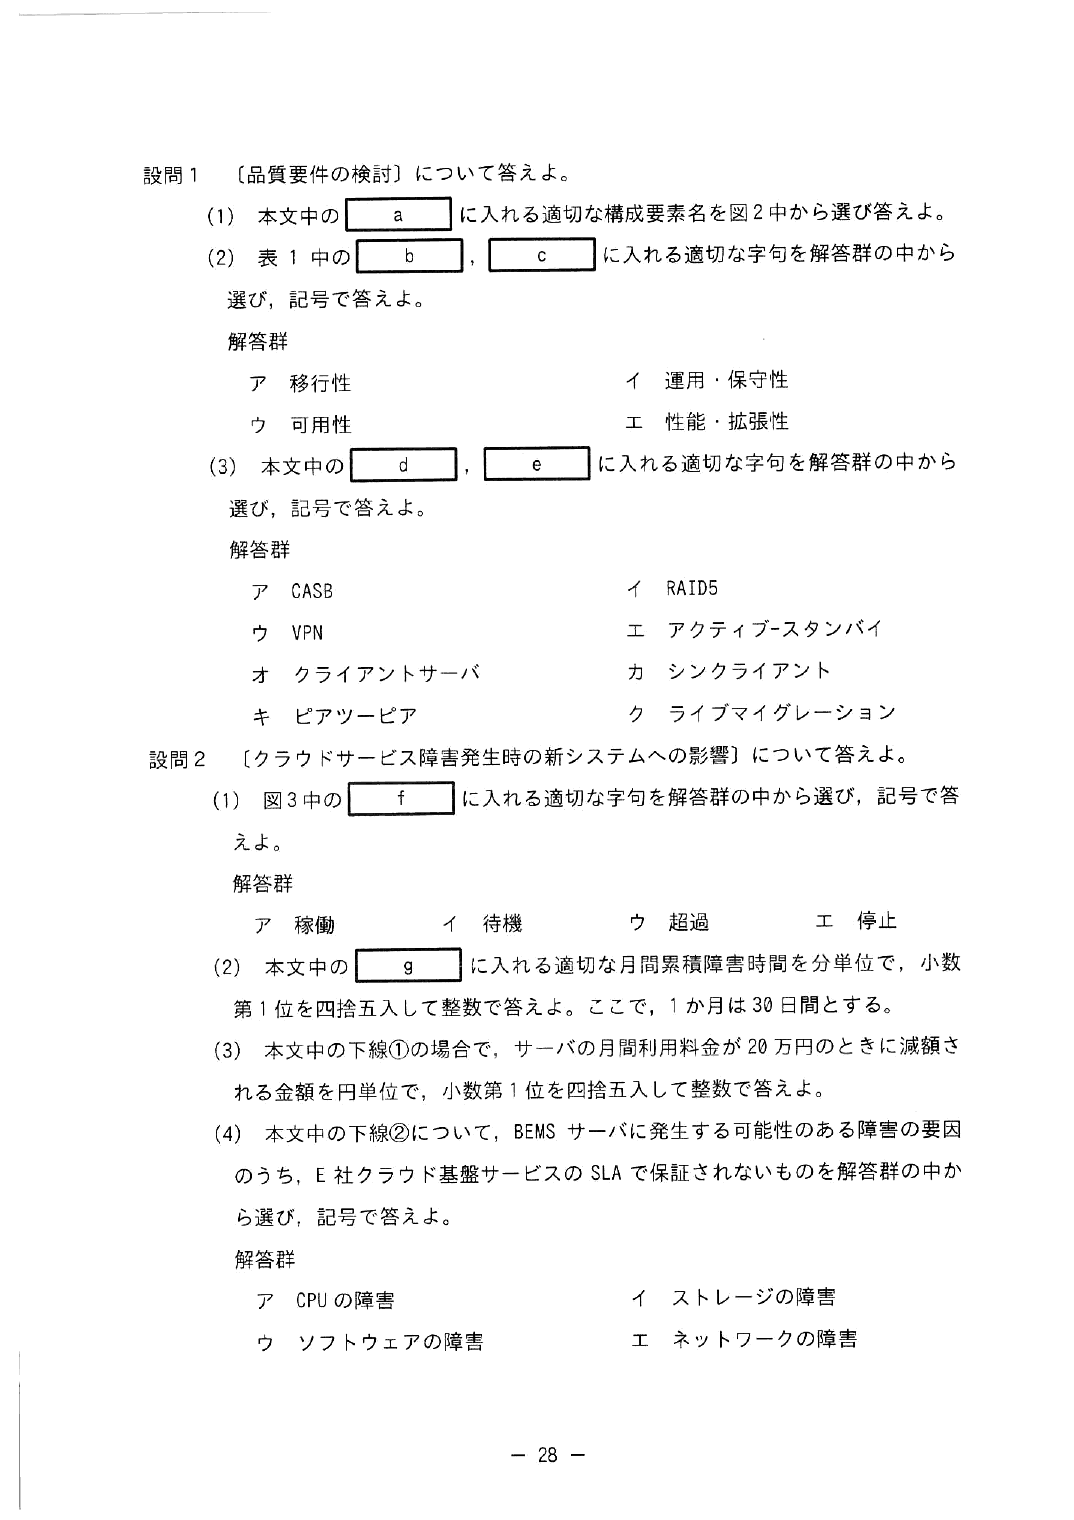 設問1 〔品質要件の検討〕について答えよ。
(1) 本文中の a に入れる適切な構成要素名を図2中から選び答えよ。
(2) 表1中の b , c に入れる適切な字句を解答群の中から
選び，記号で答えよ。
解答群
ア 移行性 イ 運用・保守性
ウ 可用性 エ 性能・拡張性
(3) 本文中の d , e に入れる適切な字句を解答群の中から
選び，記号で答えよ。
解答群
ア CASB イ RAID5
ウ VPN エ アクティブ-スタンバイ
オ クライアントサーバ カ シンクライアント
キ ピアツーピア ク ライブマイグレーション
設問2 〔クラウドサービス障害発生時の新システムへの影響〕について答えよ。
(1) 図3中の f に入れる適切な字句を解答群の中から選び，記号で答
えよ。
解答群
ア 稼働 イ 待機 ウ 超過 エ 停止
(2) 本文中の g に入れる適切な月間累積障害時間を分単位で，小数
第1位を四捨五入して整数で答えよ。ここで，1か月は30日間とする。
(3) 本文中の下線①の場合で，サーバの月間利用料金が20万円のときに減額さ
れる金額を円単位で，小数第1位を四捨五入して整数で答えよ。
(4) 本文中の下線②について，BEMSサーバに発生する可能性のある障害の要因
のうち，E社クラウド基盤サービスのSLAで保証されないものを解答群の中か
ら選び，記号で答えよ。
解答群
ア CPUの障害 イ ストレージの障害
ウ ソフトウェアの障害 エ ネットワークの障害
― 28 ―